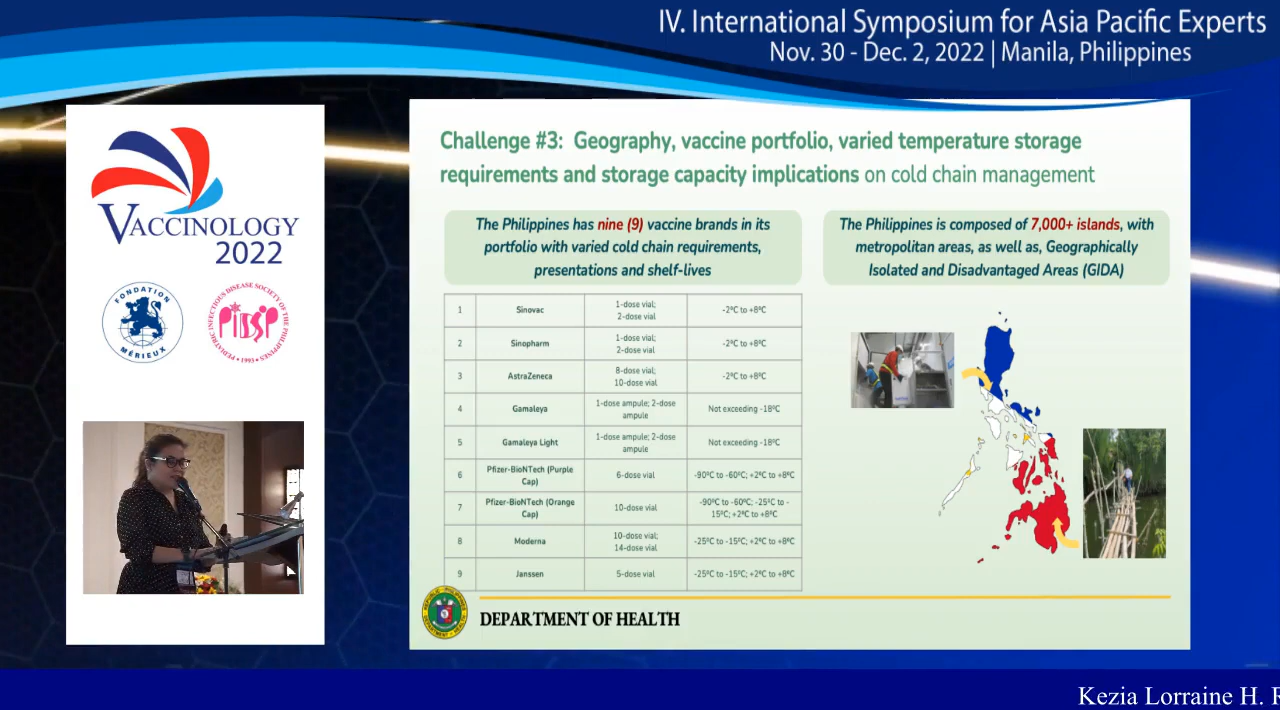 IV. International Symposium for Asia Pacific Experts
Nov. 30 - Dec. 2, 2022 | Manila, Philippines
VACCINOLOGY
2022
FONDATION
MÉRIEUX
PEDIATRIC INFECTIOUS DISEASE SOCIETY OF THE PHILIPPINES
PIDSP
• 1993 •
Challenge #3: Geography, vaccine portfolio, varied temperature storage
requirements and storage capacity implications on cold chain management
The Philippines has nine (9) vaccine brands in its
portfolio with varied cold chain requirements,
presentations and shelf-lives
The Philippines is composed of 7,000+ islands, with
metropolitan areas, as well as, Geographically
Isolated and Disadvantaged Areas (GIDA)
1 Sinovac 1-dose vial; 2-dose vial -2ºC to +8ºC
2 Sinopharm 1-dose vial; 2-dose vial -2ºC to +8ºC
3 AstraZeneca 8-dose vial; 10-dose vial -2ºC to +8ºC
4 Gamaleya 1-dose ampule; 2-dose ampule Not exceeding -18ºC
5 Gamaleya Light 1-dose ampule; 2-dose ampule Not exceeding -18ºC
6 Pfizer-BioNTech (Purple Cap) 6-dose vial -90ºC to -60ºC; +2ºC to +8ºC
7 Pfizer-BioNTech (Orange Cap) 10-dose vial -90ºC to -60ºC; -25ºC to -15ºC; +2ºC to +8ºC
8 Moderna 10-dose vial; 14-dose vial -25ºC to -15ºC; +2ºC to +8ºC
9 Janssen 5-dose vial -25ºC to -15ºC; +2ºC to +8ºC
DEPARTMENT OF HEALTH
Kezia Lorraine H. R